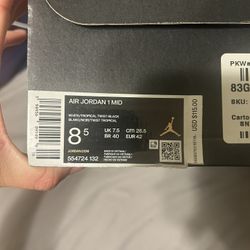 PKW
83G
SKU:
Carto
SN
AIR JORDAN 1 MID
WHITE/TROPICAL TWIST-BLACK
BLANC/NOIR/TWIST TROPICAL
8.5
UK 7.5
cm 26.5
BR 40
EUR 42
USD $115.00
554724 132